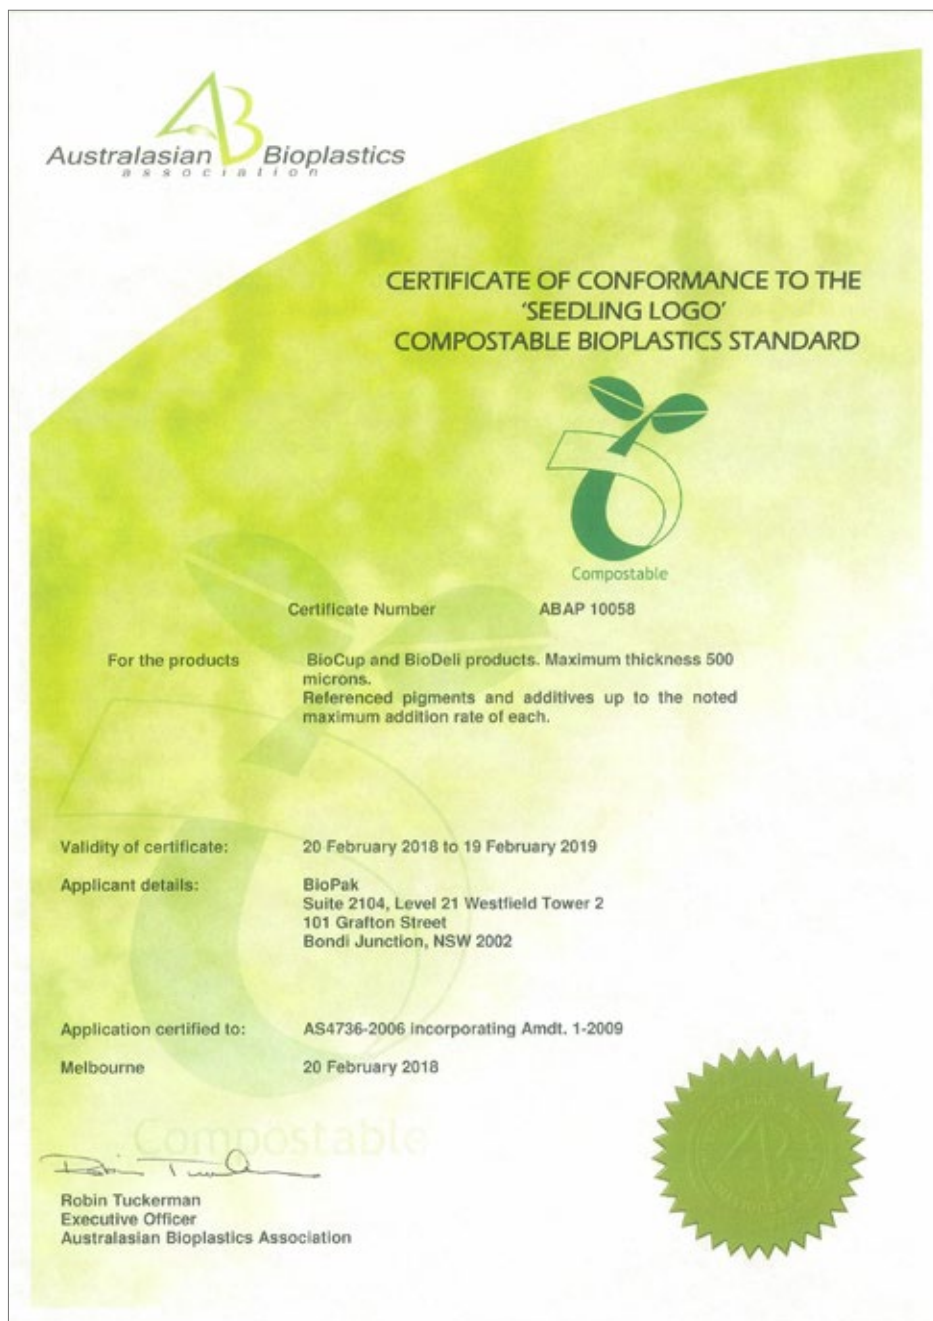 Australasian Bioplastics
association
CERTIFICATE OF CONFORMANCE TO THE
‘SEEDLING LOGO’
COMPOSTABLE BIOPLASTICS STANDARD
Compostable
Certificate Number ABAP 10058
For the products BioCup and BioDeli products. Maximum thickness 500
microns.
Referenced pigments and additives up to the noted
maximum addition rate of each.
Validity of certificate: 20 February 2018 to 19 February 2019
Applicant details: BioPak
Suite 2104, Level 21 Westfield Tower 2
101 Grafton Street
Bondi Junction, NSW 2002
Application certified to: AS4736-2006 incorporating Amdt. 1-2009
Melbourne 20 February 2018
Compostable
Robin Tuckerman
Robin Tuckerman
Executive Officer
Australasian Bioplastics Association